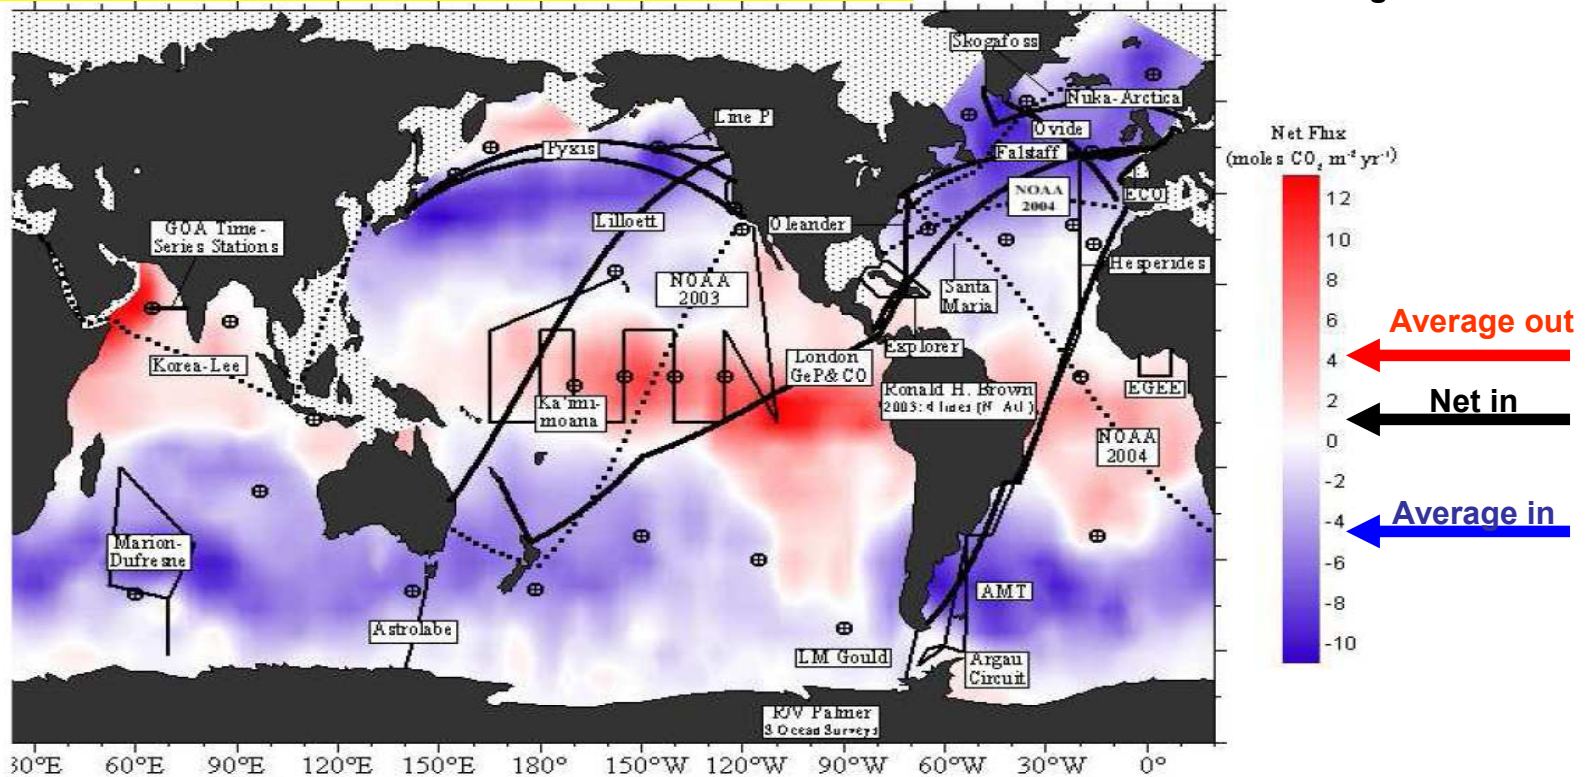 g
Skogafoss
Nuka-Arctica
Line P
Ovide
Pyxis
Falstaff
Net Flux
(moles CO₂ m⁻² yr⁻¹)
NOAA
2004
ECO
Lilloett
Oleander
GOA Time-
Series Stations
Hesperides
NOAA
2003
Santa
Maria
Explorer
Korea-Lee
London
GeP&CO
Ronald H. Brown
2003: 4 lines (N Atl)
EGEE
Ka'imi-
moana
NOAA
2004
Marion-
Dufresne
AMT
Astrolabe
LM Gould
Argau
Circuit
R/V Palmer
S Ocean Surveys
12
10
8
6
4
2
0
-2
-4
-6
-8
-10
Average out
Net in
Average in
30°E 60°E 90°E 120°E 150°E 180° 150°W 120°W 90°W 60°W 30°W 0°